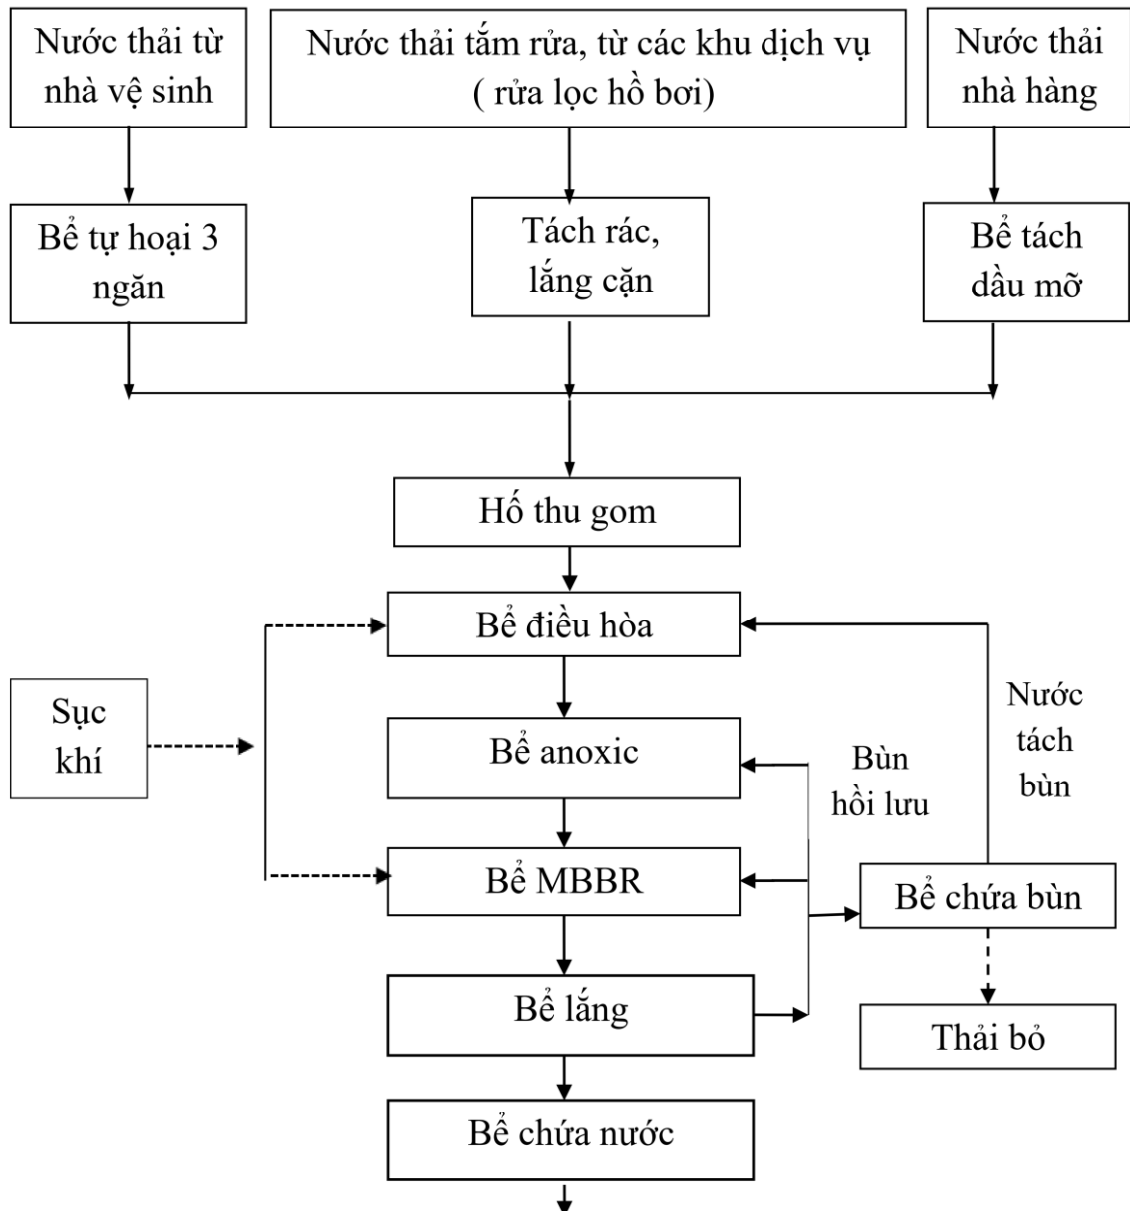 Nước thải từ
nhà vệ sinh
Nước thải tắm rửa, từ các khu dịch vụ
( rửa lọc hồ bơi)
Nước thải
nhà hàng
Bể tự hoại 3
ngăn
Tách rác,
lắng cặn
Bể tách
dầu mỡ
Hố thu gom
Bể điều hòa
Sục
khí
Bể anoxic
Bùn
hồi lưu
Nước
tách
bùn
Bể MBBR
Bể chứa bùn
Bể lắng
Thải bỏ
Bể chứa nước